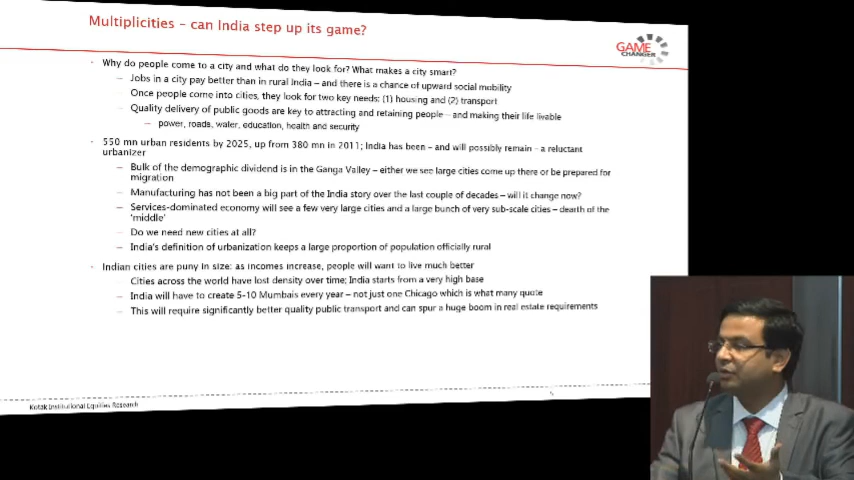 Multiplicities – can India step up its game?
GAME
CHANGER
Why do people come to a city and what do they look for? What makes a city smart?
– Jobs in a city pay better than in rural India – and there is a chance of upward social mobility
Once people come into cities, they look for two key needs: (1) housing and (2) transport
– Quality delivery of public goods are key to attracting and retaining people – and making their life livable
– power, roads, water, education, health and security
550 mn urban residents by 2025, up from 380 mn in 2011; India has been – and will possibly remain – a reluctant
urbanizer
– Bulk of the demographic dividend is in the Ganga Valley – either we see large cities come up there or be prepared for
migration
– Manufacturing has not been a big part of the India story over the last couple of decades – will it change now?
– Services-dominated economy will see a few very large cities and a large bunch of very sub-scale cities – death of the
'middle'
Do we need new cities at all?
– India's definition of urbanization keeps a large proportion of population officially rural
Indian cities are puny in size: as incomes increase, people will want to live much better
Cities across the world have lost density over time; India starts from a very high base
– India will have to create 5-10 Mumbais every year – not just one Chicago which is what many quote
– This will require significantly better quality public transport and can spur a huge boom in real estate requirements
Kotak Institutional Equities Research
5